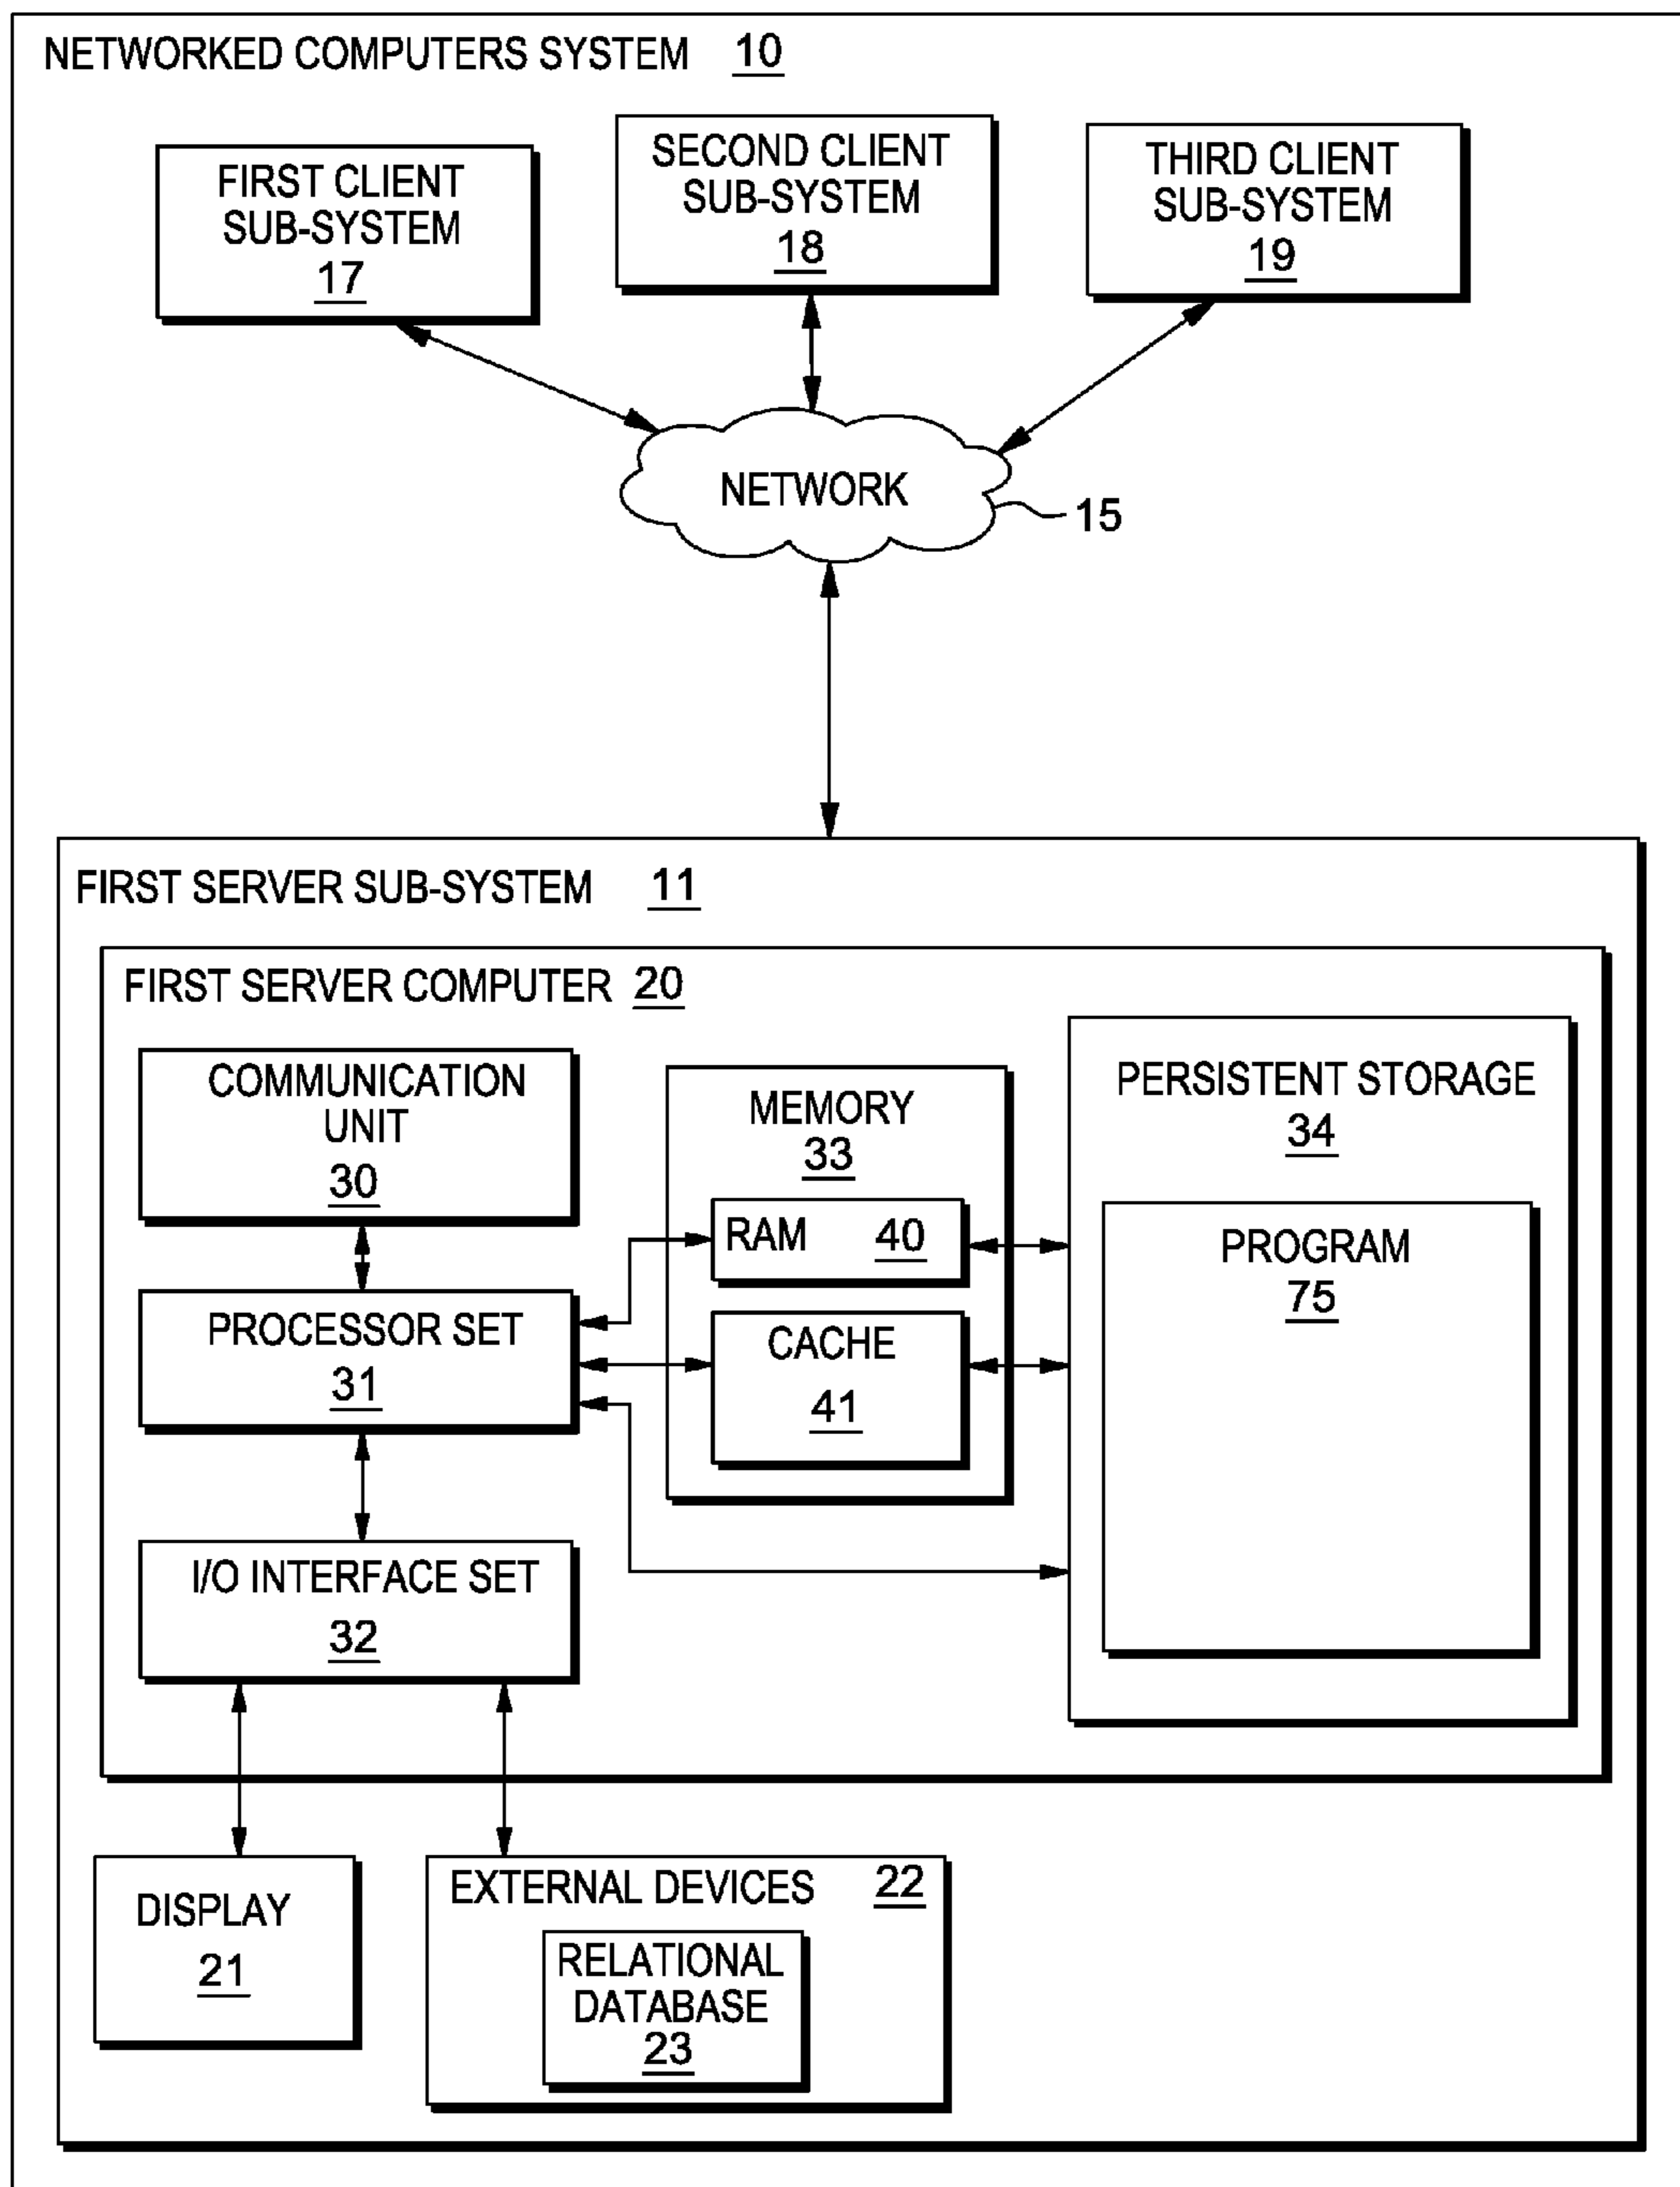 NETWORKED COMPUTERS SYSTEM 10
FIRST CLIENT
SUB-SYSTEM
17
SECOND CLIENT
SUB-SYSTEM
18
THIRD CLIENT
SUB-SYSTEM
19
NETWORK
15
FIRST SERVER SUB-SYSTEM 11
FIRST SERVER COMPUTER 20
COMMUNICATION
UNIT
30
PROCESSOR SET
31
I/O INTERFACE SET
32
MEMORY
33
RAM 40
CACHE
41
PERSISTENT STORAGE
34
PROGRAM
75
DISPLAY
21
EXTERNAL DEVICES 22
RELATIONAL
DATABASE
23